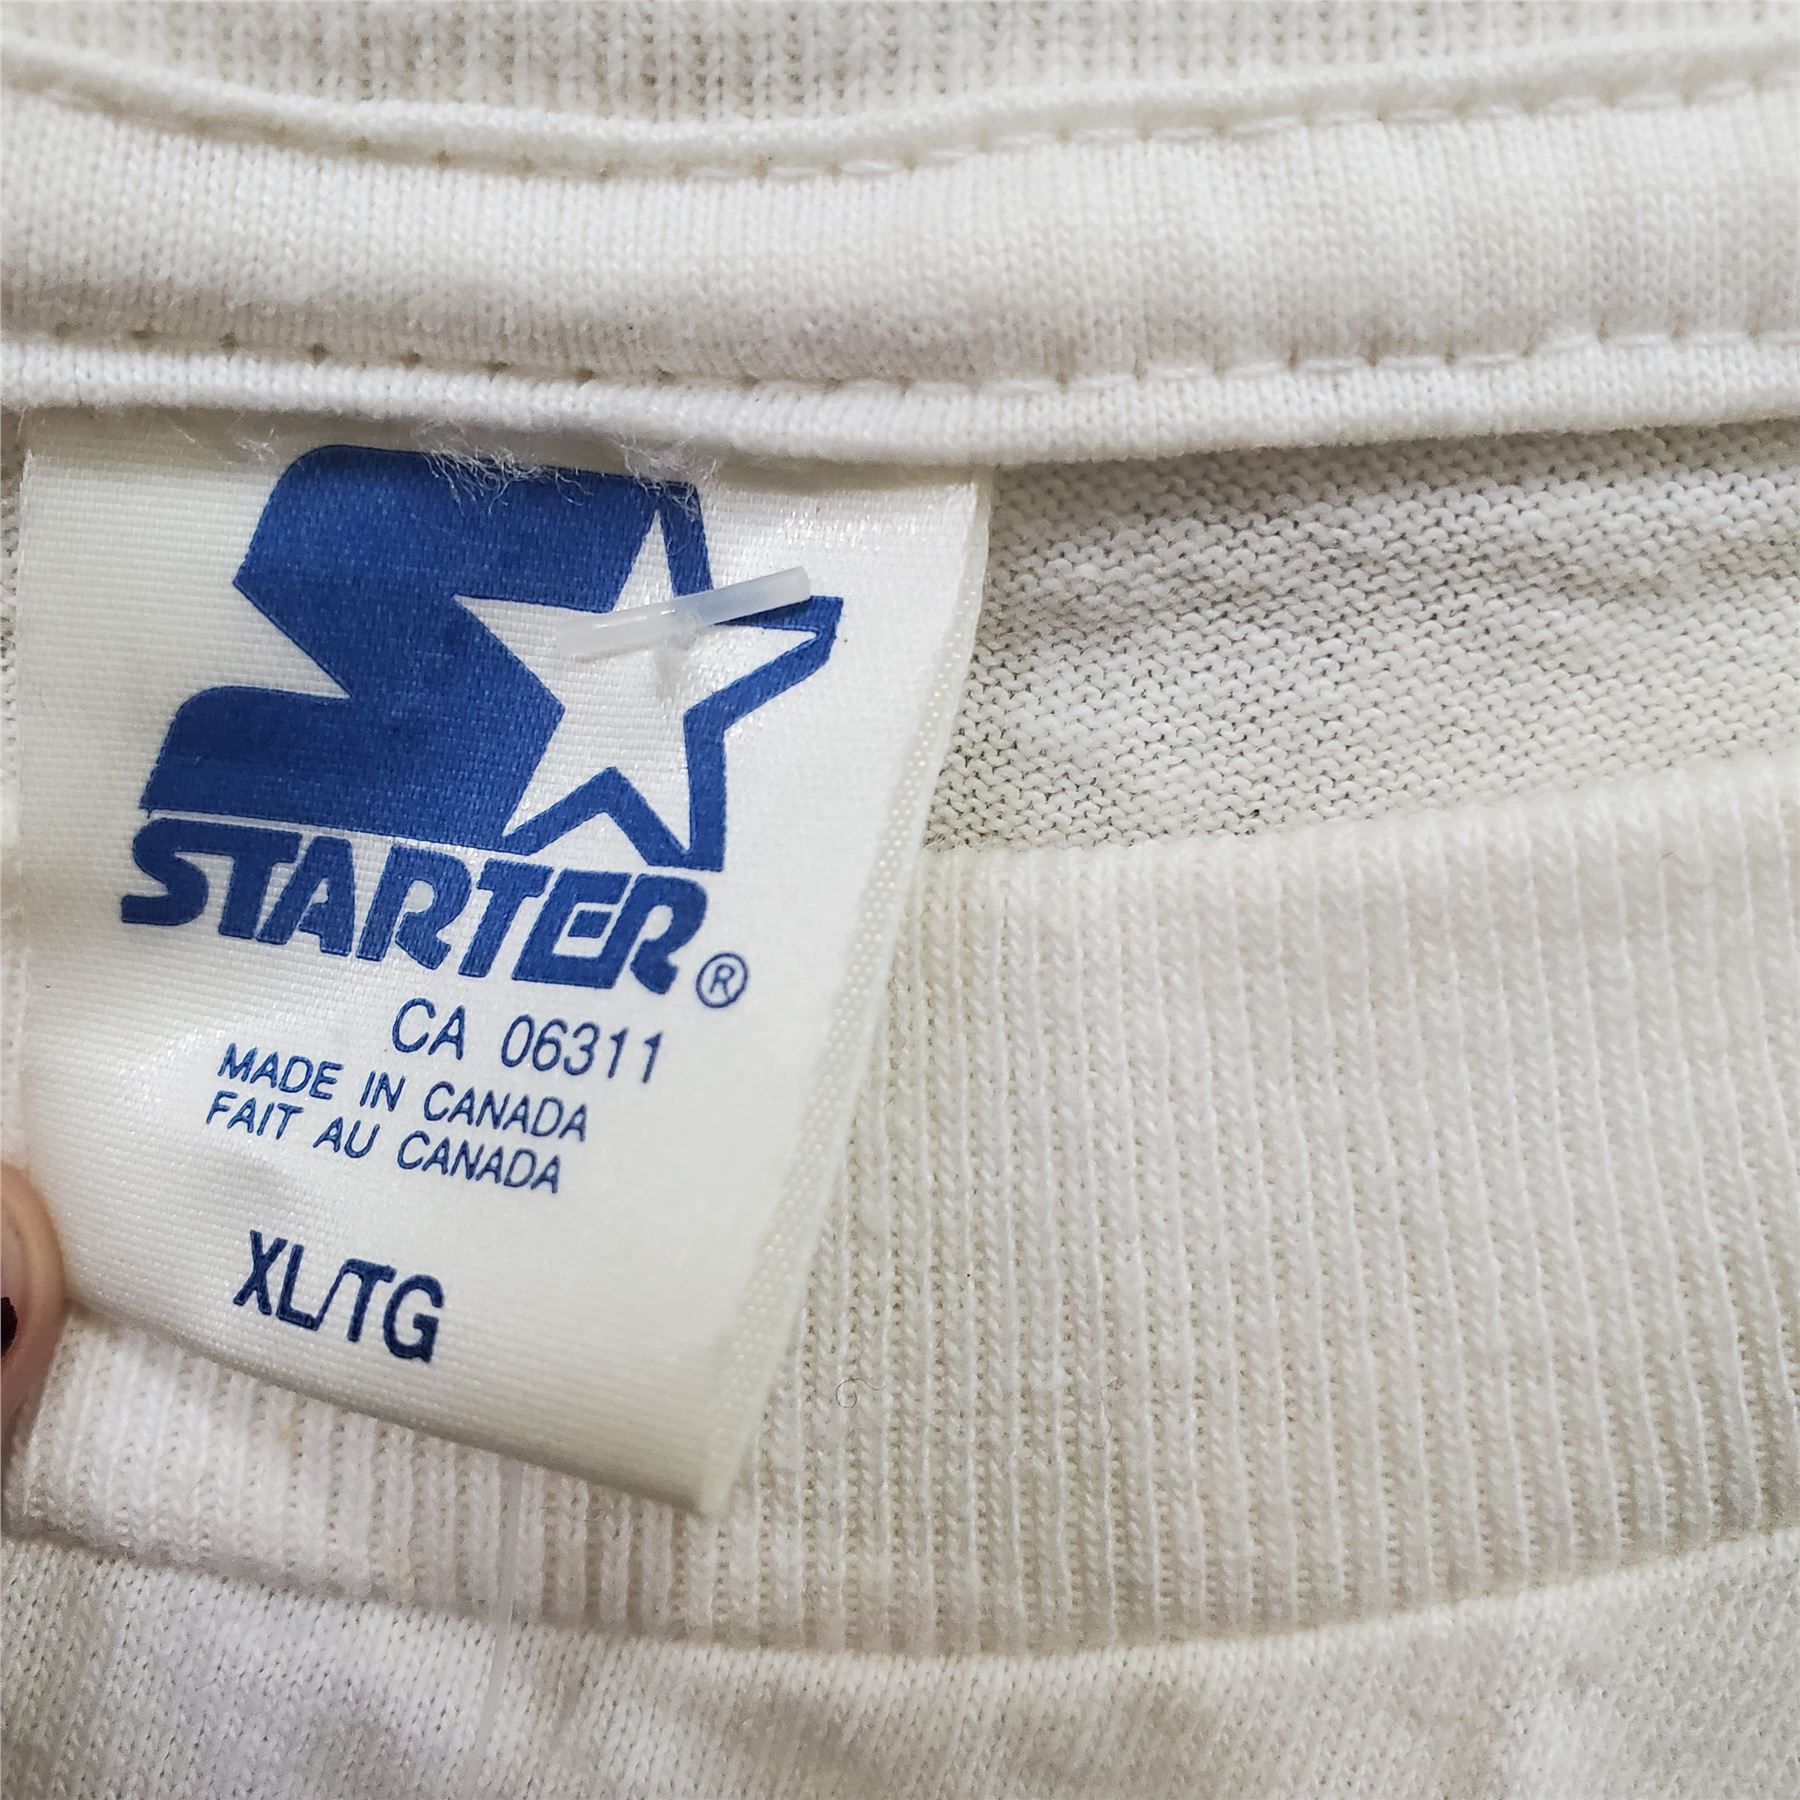 STARTER®
CA 06311
MADE IN CANADA
FAIT AU CANADA
XL/TG